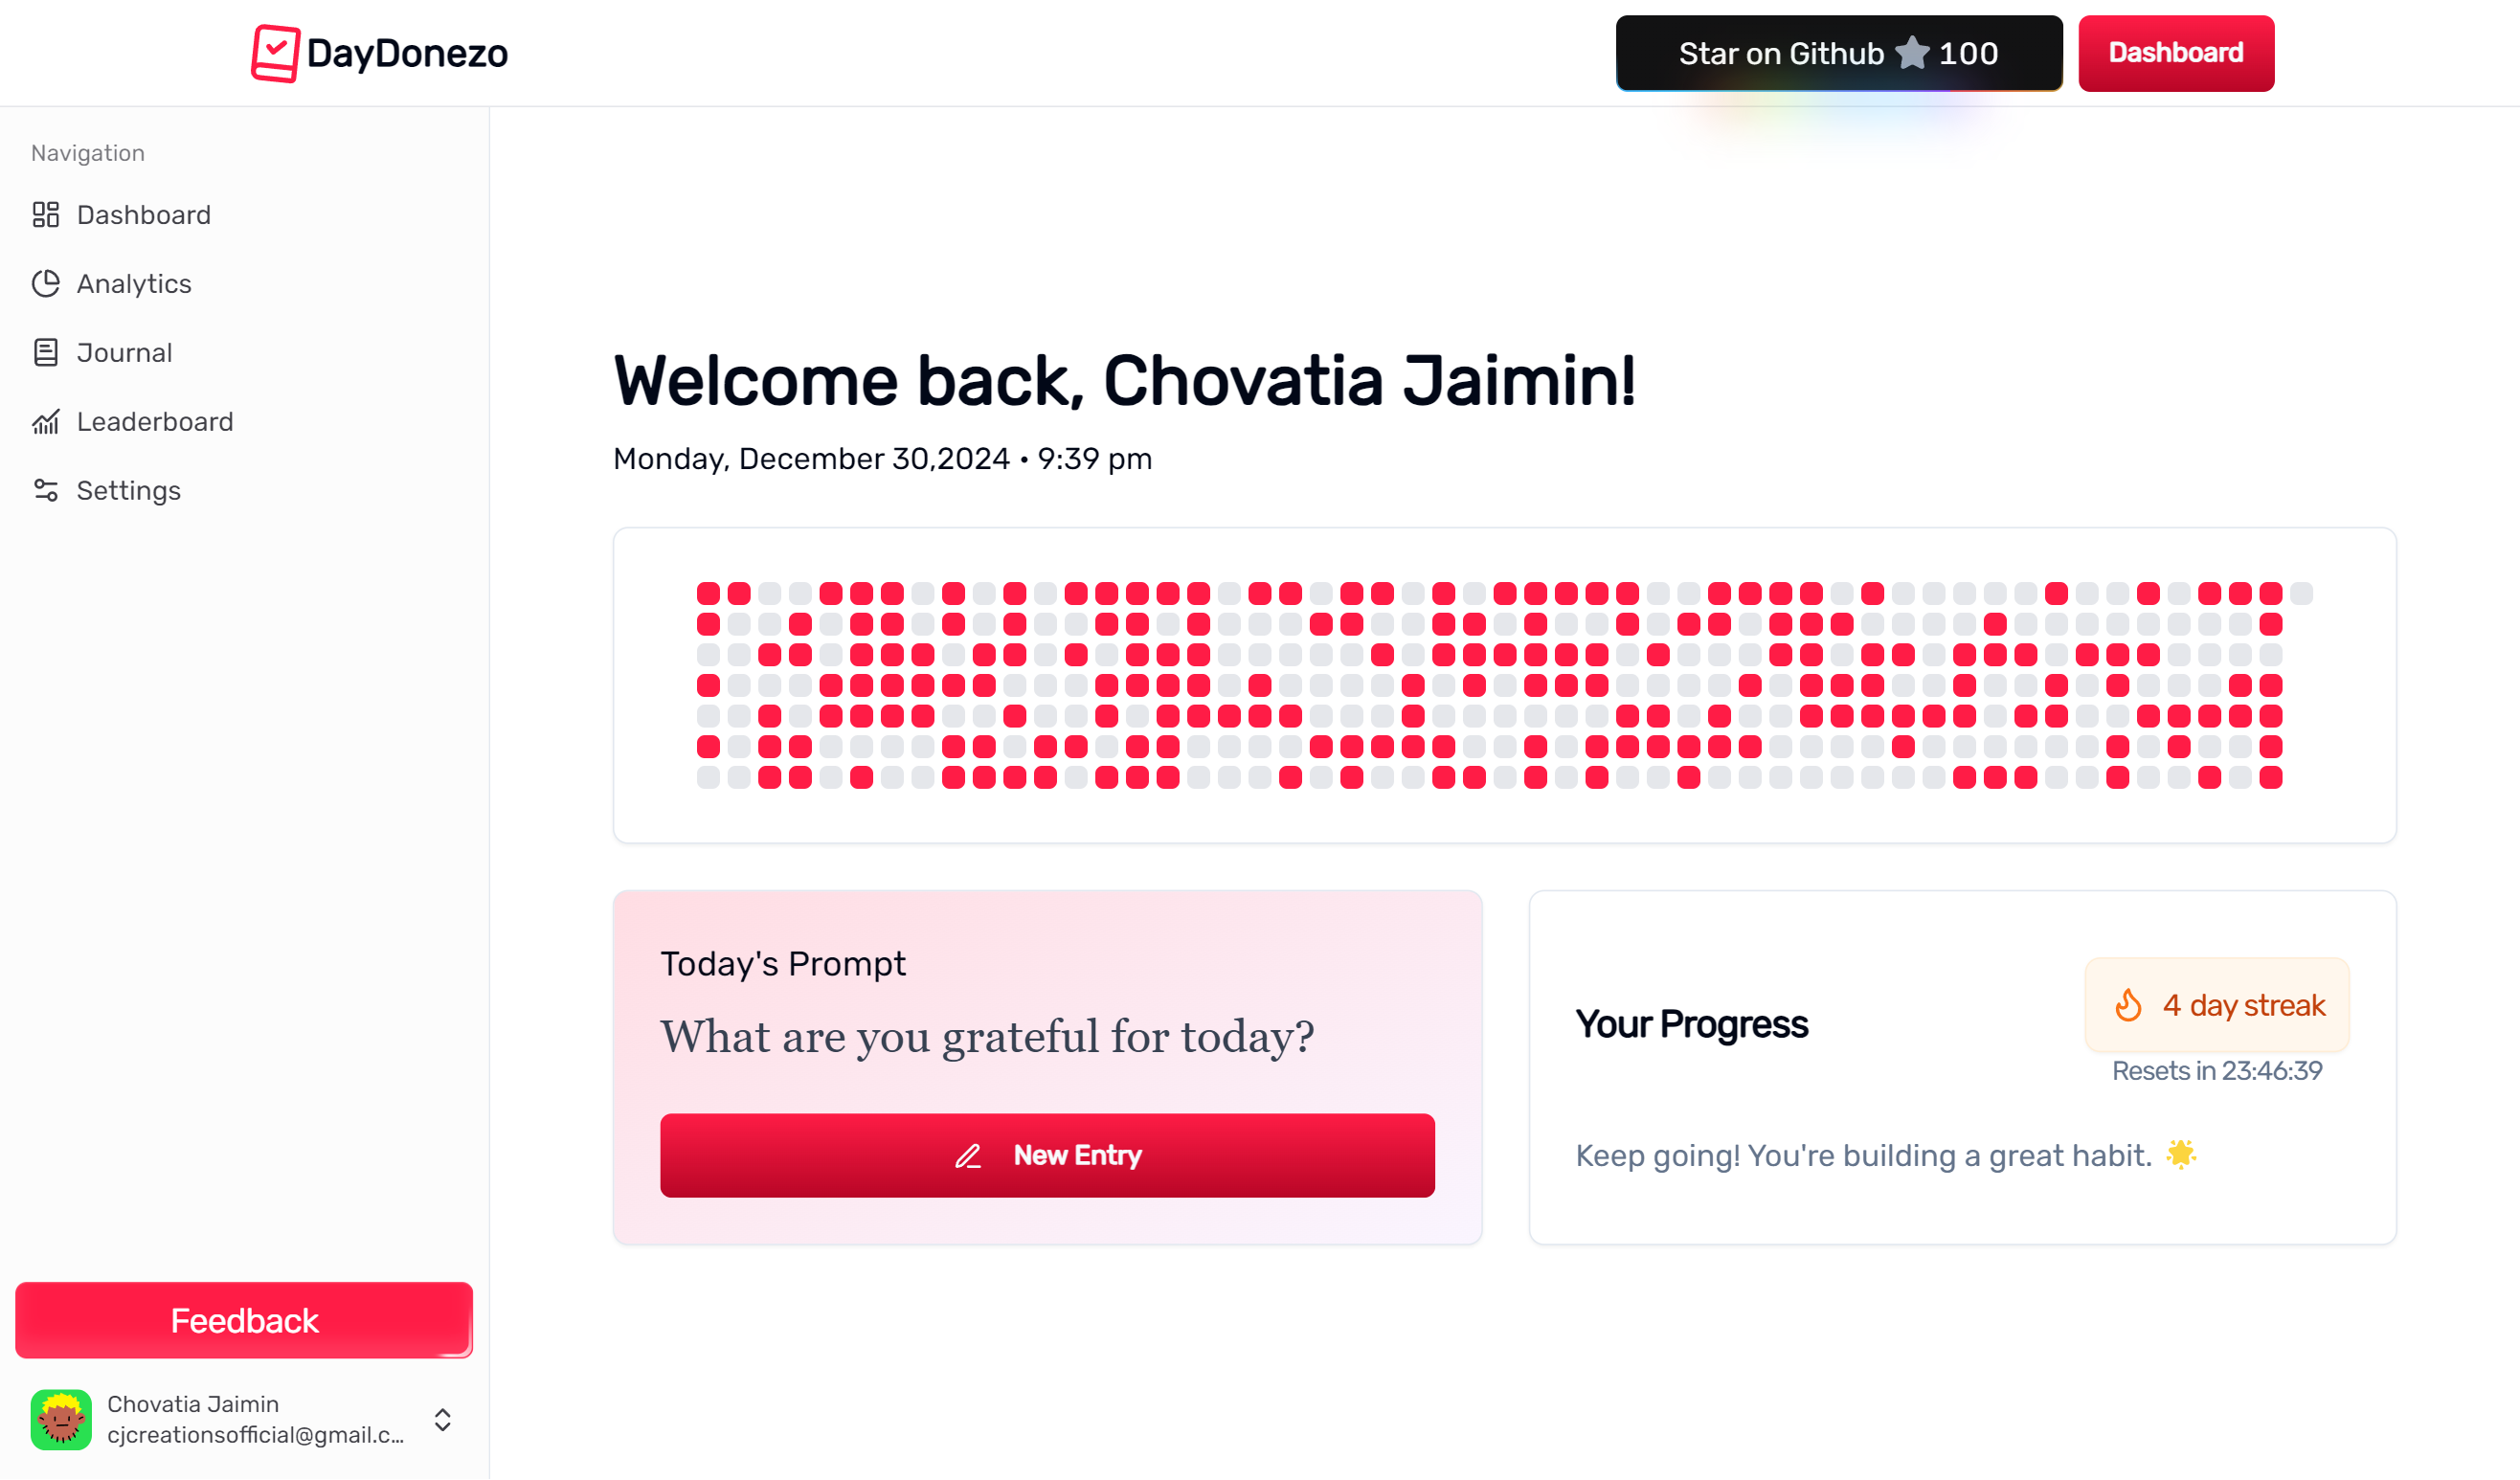 DayDonezo
Star on Github 100
Dashboard
Navigation
Dashboard
Analytics
Journal
Leaderboard
Settings
Welcome back, Chovatia Jaimin!
Monday, December 30,2024 • 9:39 pm
Today's Prompt
What are you grateful for today?
New Entry
Your Progress
4 day streak
Resets in 23:46:39
Keep going! You're building a great habit. 🌟
Feedback
Chovatia Jaimin
cjcreationsofficial@gmail.c...